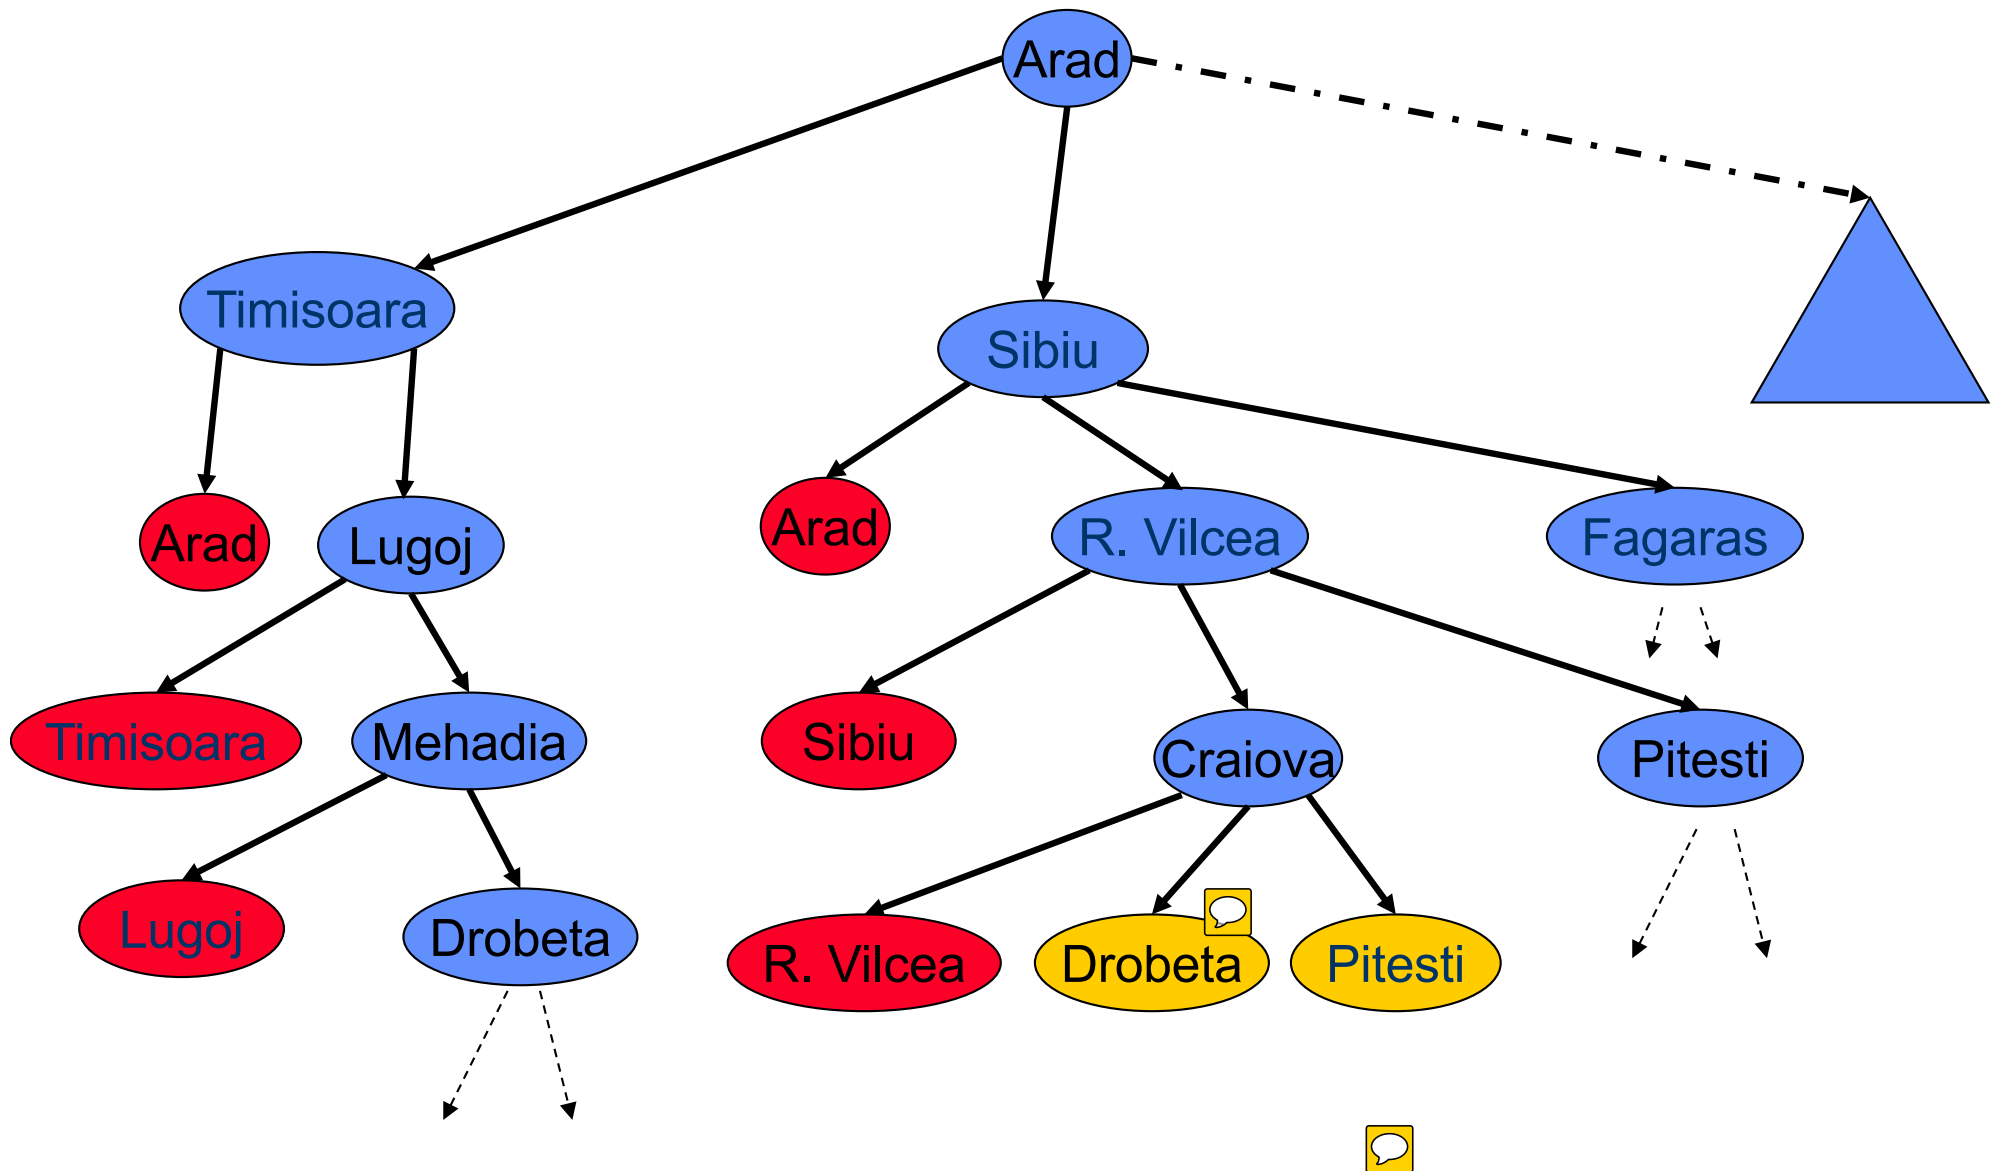 Arad
Timisoara
Sibiu
Arad
Lugoj
Arad
R. Vilcea
Fagaras
Timisoara
Mehadia
Sibiu
Craiova
Pitesti
Lugoj
Drobeta
R. Vilcea
Drobeta
Pitesti